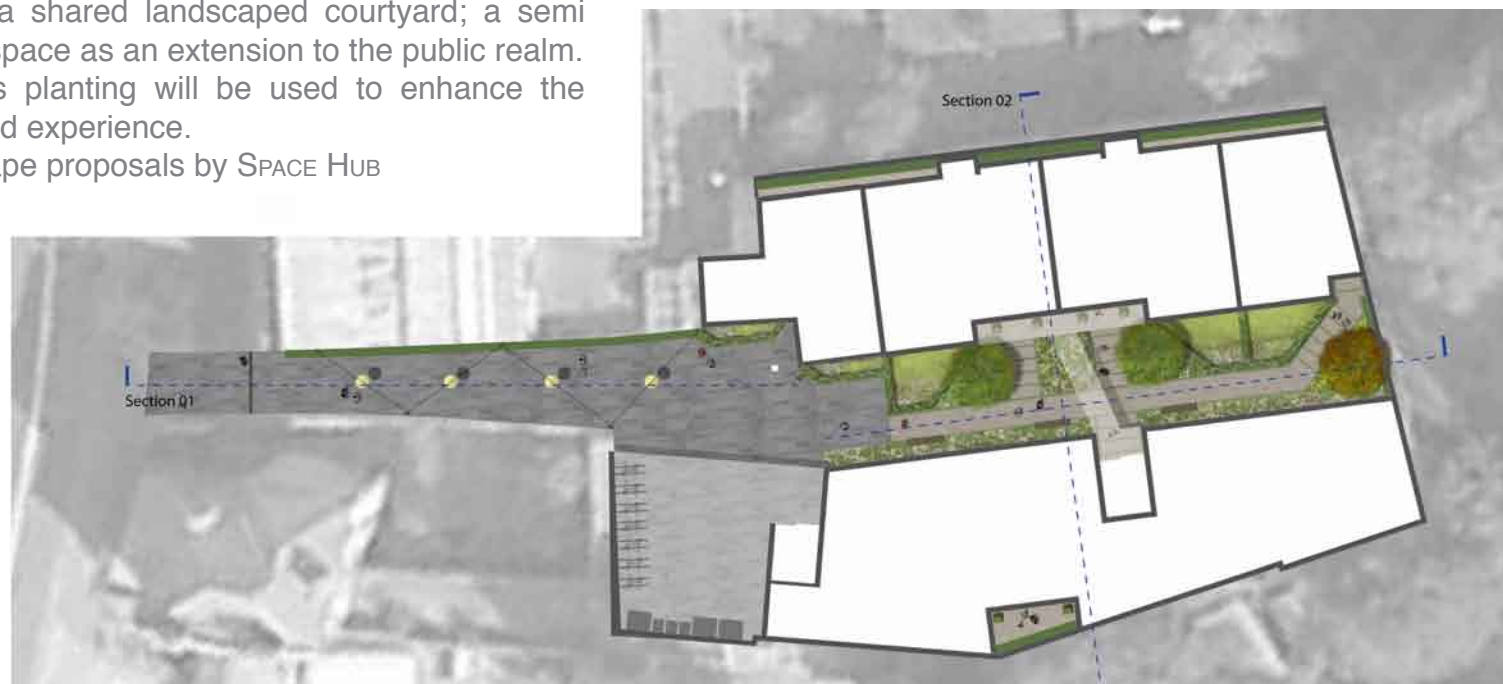 a shared landscaped courtyard; a semi
space as an extension to the public realm.
s planting will be used to enhance the
d experience.
ape proposals by SPACE HUB
Section 02
Section 01